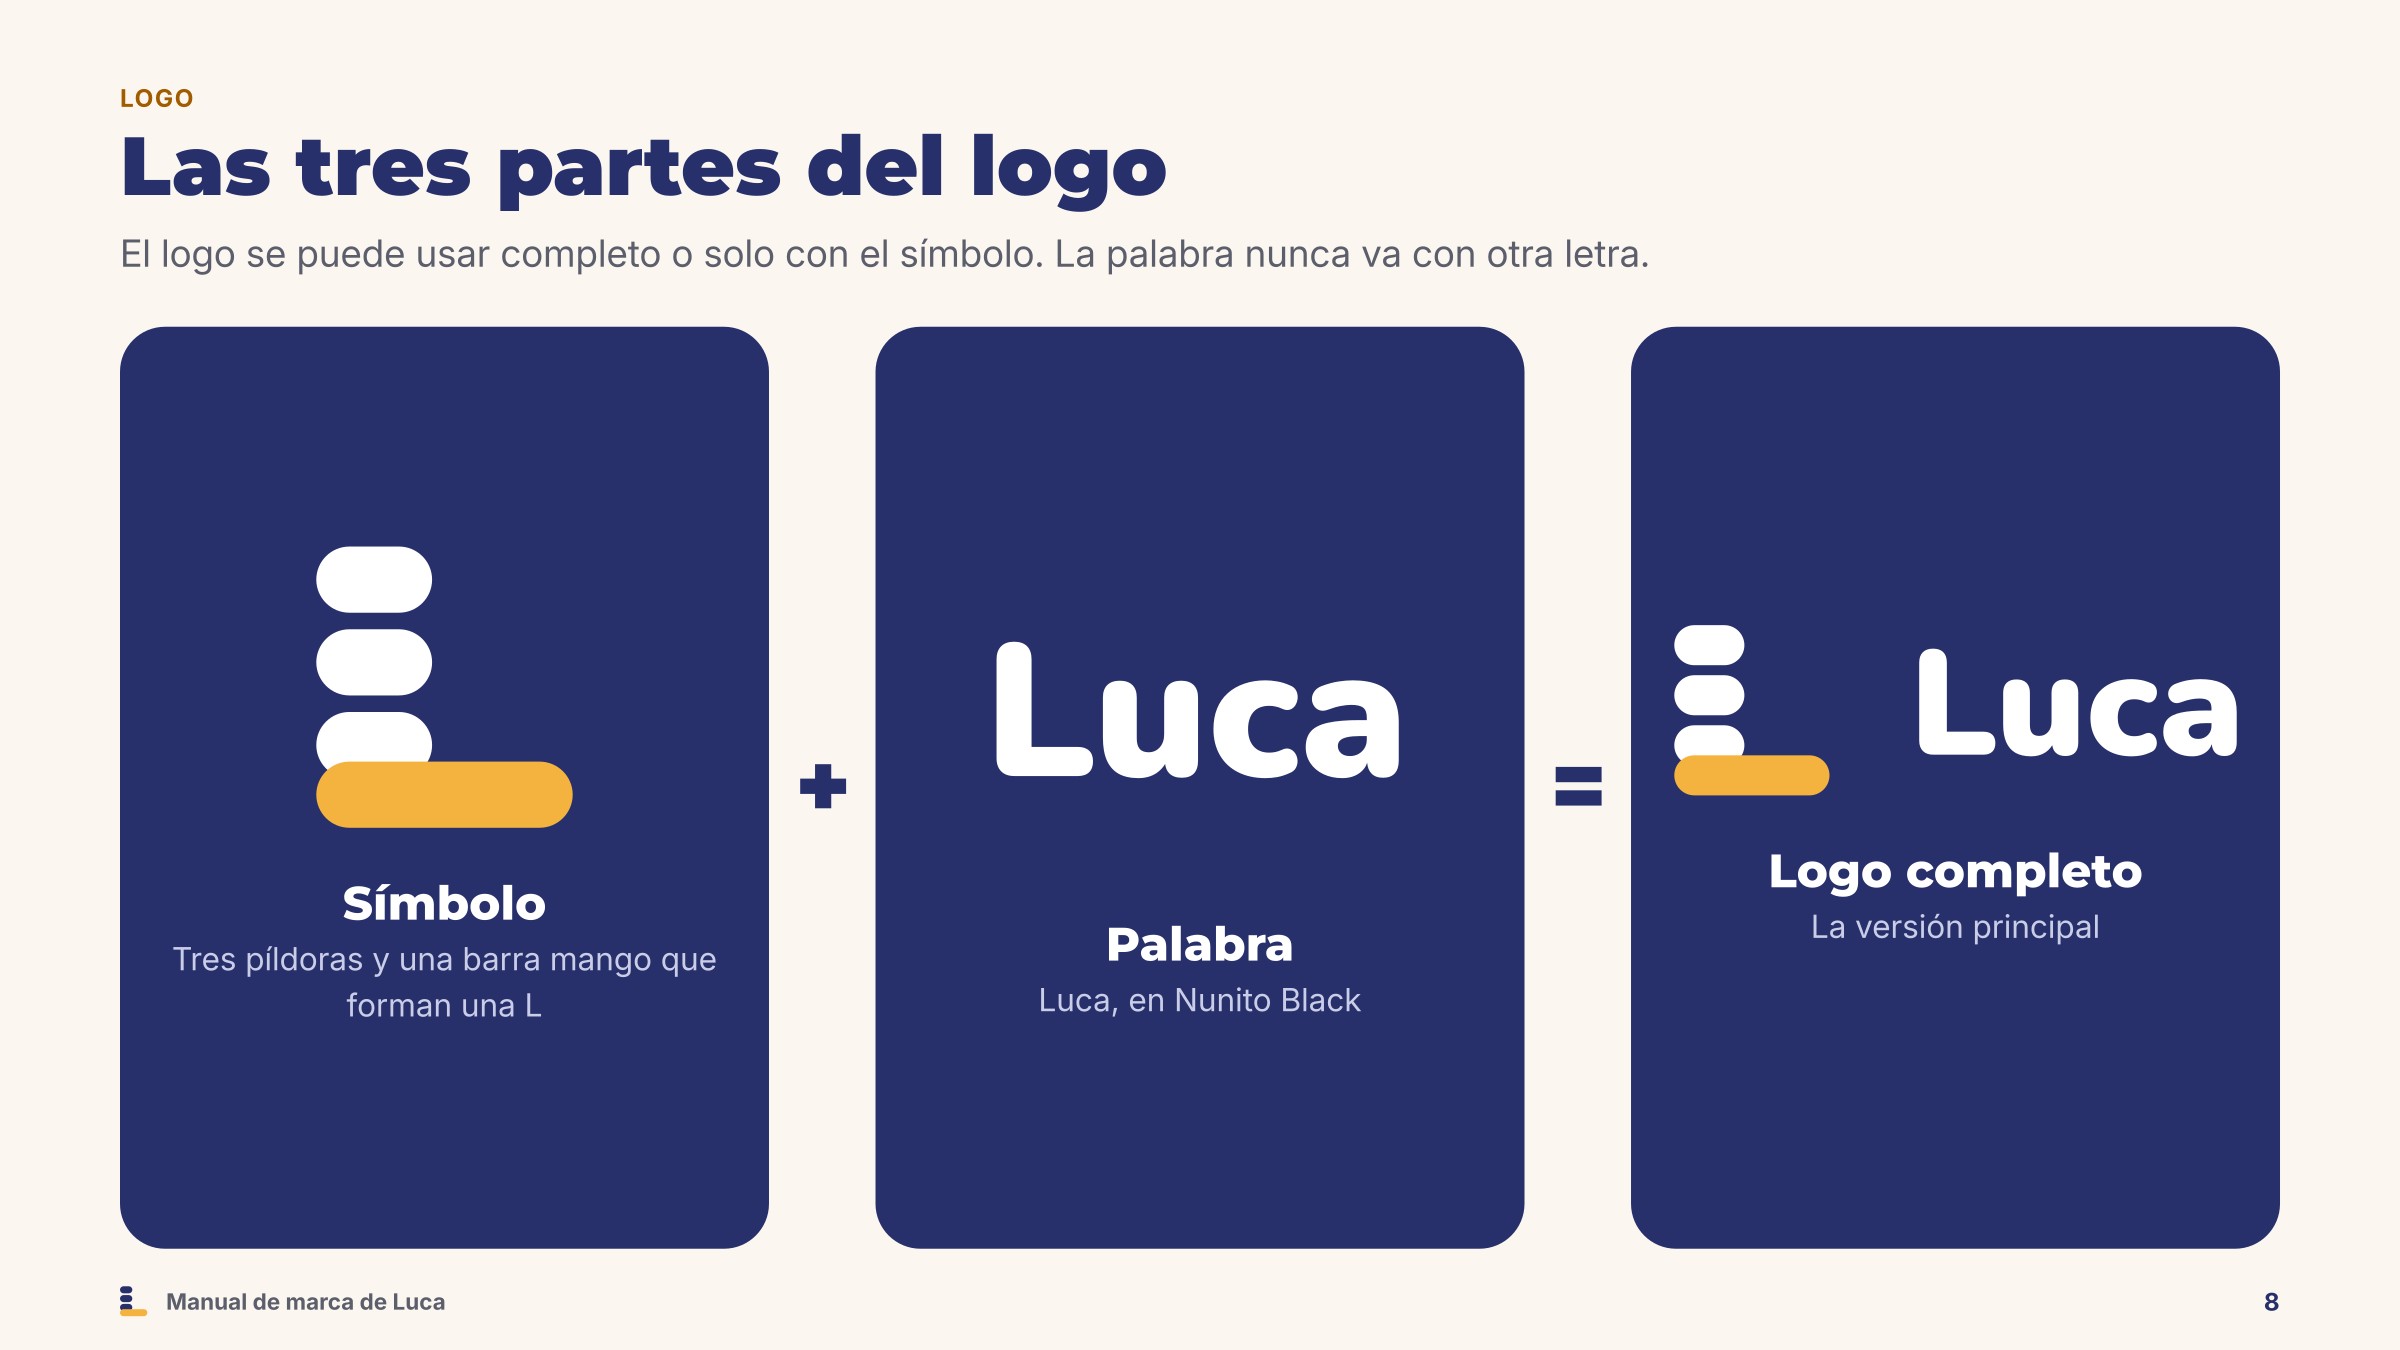 LOGO
Las tres partes del logo
El logo se puede usar completo o solo con el símbolo. La palabra nunca va con otra letra.
Símbolo
Tres píldoras y una barra mango que
forman una L
+
Luca
Palabra
Luca, en Nunito Black
=
Luca
Logo completo
La versión principal
Manual de marca de Luca
8